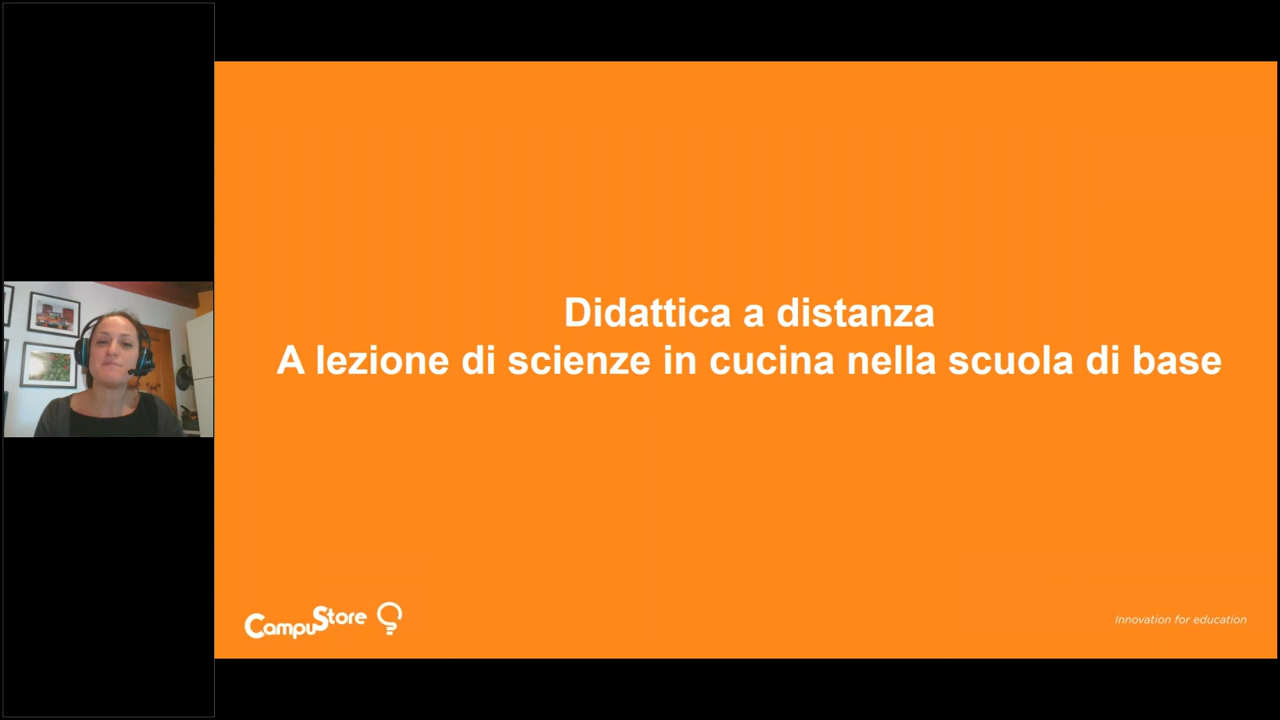 Didattica a distanza
A lezione di scienze in cucina nella scuola di base
CampuStore
Innovation for education